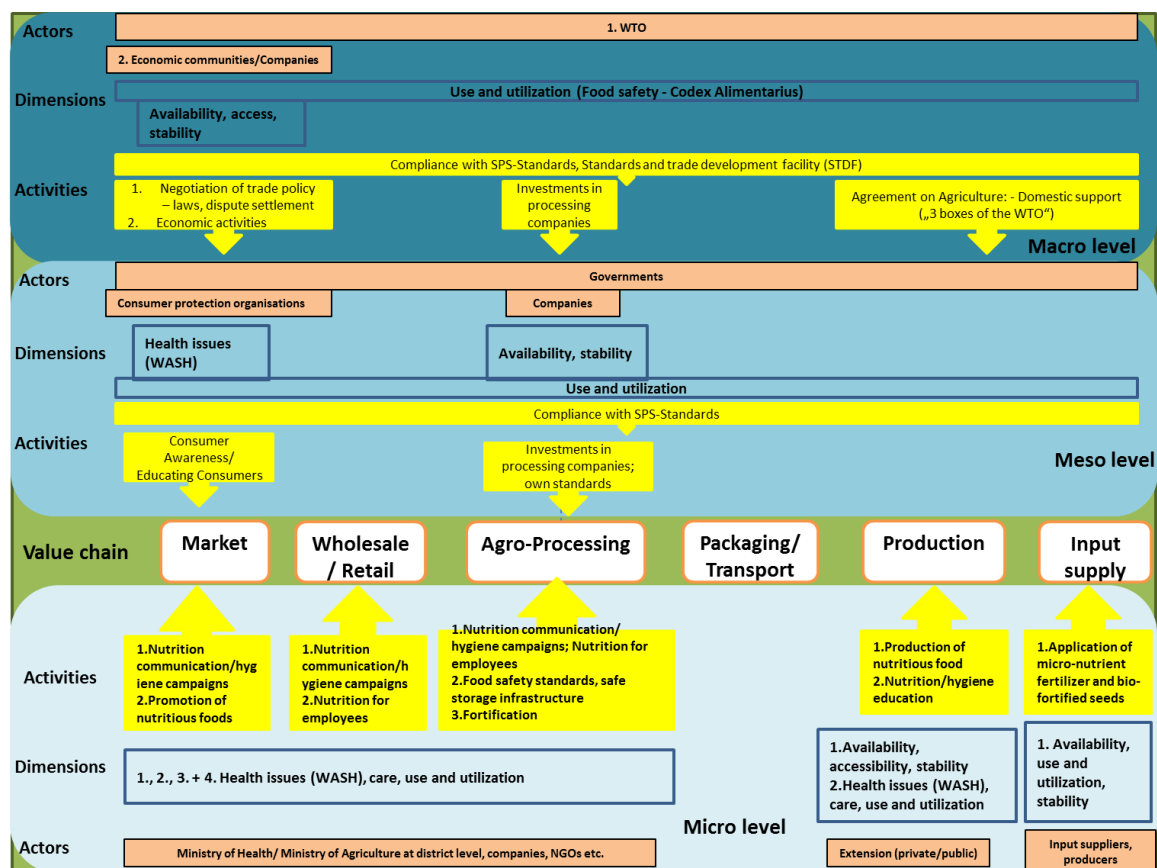 Actors
1. WTO
2. Economic communities/Companies
Dimensions
Use and utilization (Food safety - Codex Alimentarius)
Availability, access,
stability
Compliance with SPS-Standards, Standards and trade development facility (STDF)
Activities
1. Negotiation of trade policy
– laws, dispute settlement
2. Economic activities
Investments in
processing
companies
Agreement on Agriculture: - Domestic support
(„3 boxes of the WTO“)
Macro level
Actors
Governments
Consumer protection organisations
Companies
Dimensions
Health issues
(WASH)
Availability, stability
Use and utilization
Compliance with SPS-Standards
Activities
Consumer
Awareness/
Educating Consumers
Investments in
processing companies;
own standards
Meso level
Value chain
Market
Wholesale
/ Retail
Agro-Processing
Packaging/
Transport
Production
Input
supply
Activities
1.Nutrition
communication/hyg
iene campaigns
2.Promotion of
nutritious foods
1.Nutrition
communication/h
ygiene campaigns
2.Nutrition for
employees
1.Nutrition communication/
hygiene campaigns; Nutrition for
employees
2.Food safety standards, safe
storage infrastructure
3.Fortification
1.Production of
nutritious food
2.Nutrition/hygiene
education
1.Application of
micro-nutrient
fertilizer and bio-
fortified seeds
Dimensions
1., 2., 3. + 4. Health issues (WASH), care, use and utilization
1.Availability,
accessibility, stability
2.Health issues (WASH),
care, use and utilization
1. Availability,
use and
utilization,
stability
Micro level
Actors
Ministry of Health/ Ministry of Agriculture at district level, companies, NGOs etc.
Extension (private/public)
Input suppliers,
producers